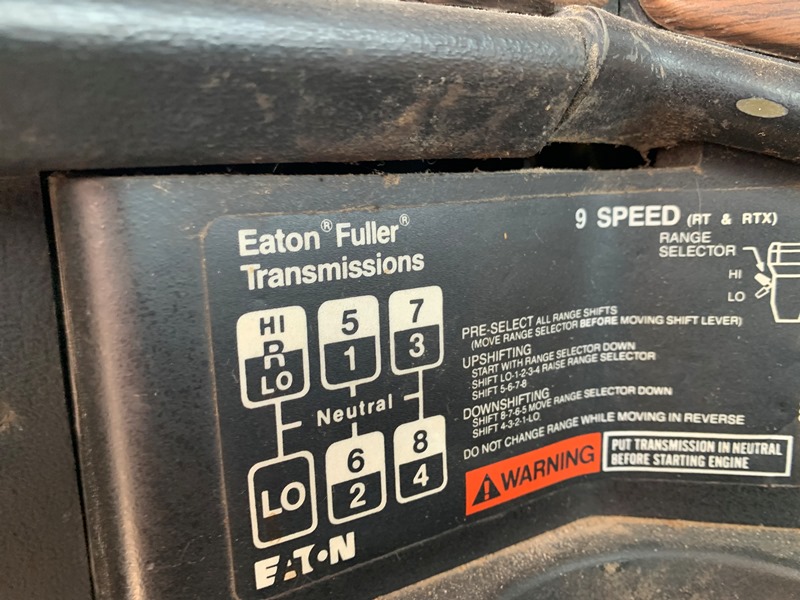 Eaton® Fuller®
Transmissions
9 SPEED (RT & RTX)
RANGE
SELECTOR
HI
LO
HI
R
LO
5
1
7
3
Neutral
LO
6
2
8
4
EATON
PRE-SELECT ALL RANGE SHIFTS
(MOVE RANGE SELECTOR BEFORE MOVING SHIFT LEVER)
UPSHIFTING
START WITH RANGE SELECTOR DOWN
SHIFT LO-1-2-3-4 RAISE RANGE SELECTOR
SHIFT 5-6-7-8
DOWNSHIFTING
SHIFT 8-7-6-5 MOVE RANGE SELECTOR DOWN
SHIFT 4-3-2-1-LO
DO NOT CHANGE RANGE WHILE MOVING IN REVERSE
WARNING
PUT TRANSMISSION IN NEUTRAL
BEFORE STARTING ENGINE